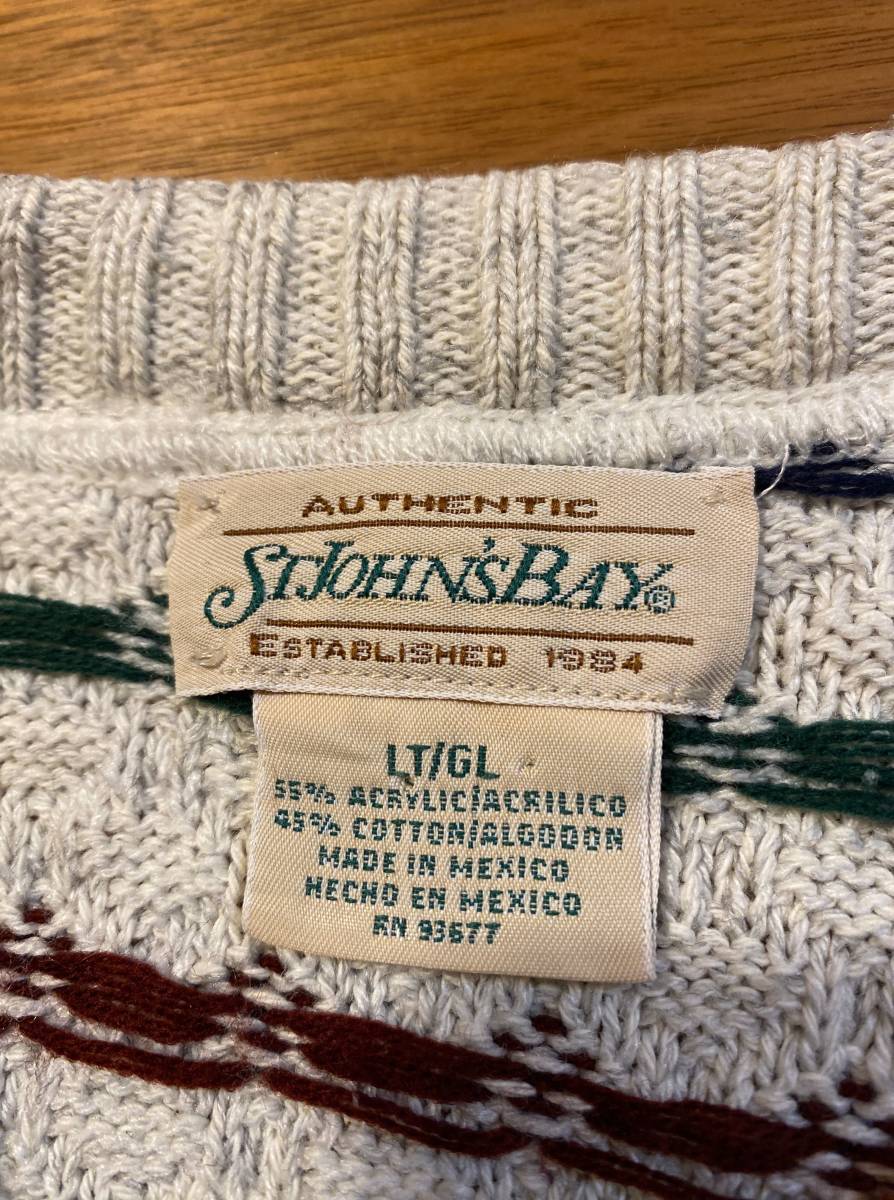 AUTHENTIC
ST JOHN'S BAY®
ESTABLISHED 1984
LT/GL
55% ACRYLIC/ACRILICO
45% COTTON/ALGODON
MADE IN MEXICO
HECHO EN MEXICO
RN 93677